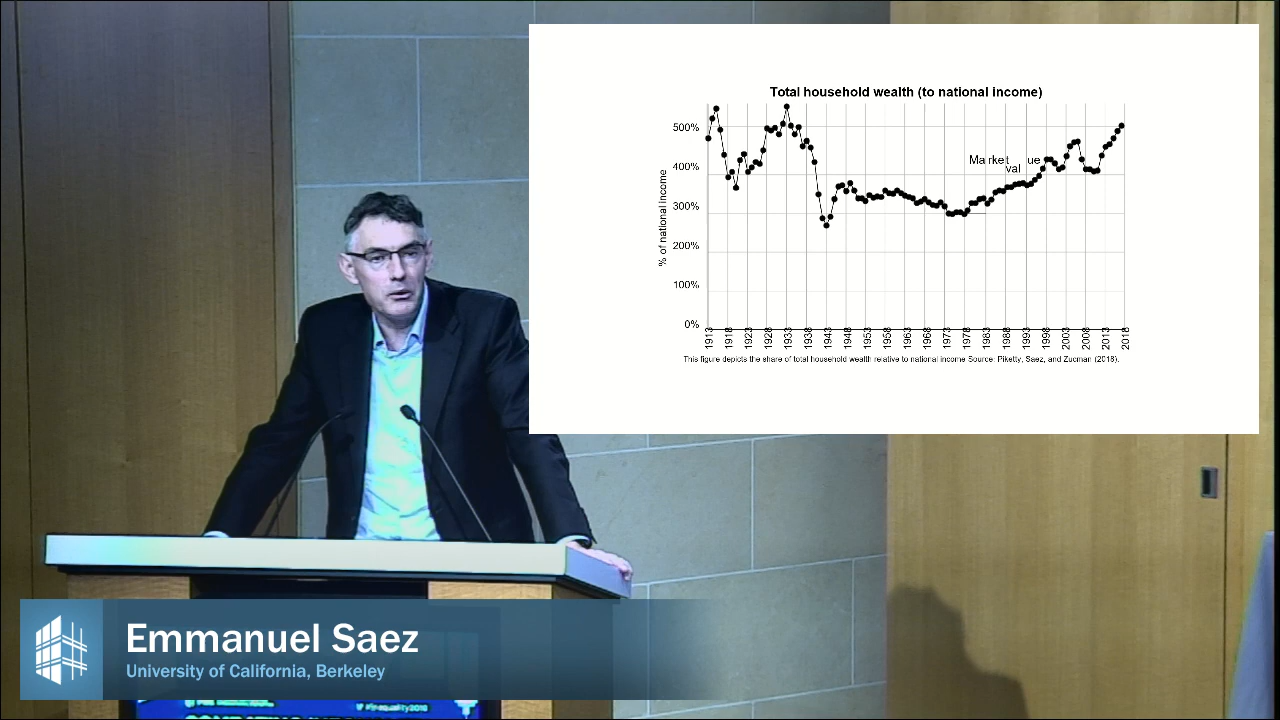 Total household wealth (to national income)
% of national income
500%
400%
300%
200%
100%
0%
Market value
1913 1918 1923 1928 1933 1938 1943 1948 1953 1958 1963 1968 1973 1978 1983 1988 1993 1998 2003 2008 2013 2018
This figure depicts the share of total household wealth relative to national income Source: Piketty, Saez, and Zucman (2018).
Emmanuel Saez
University of California, Berkeley